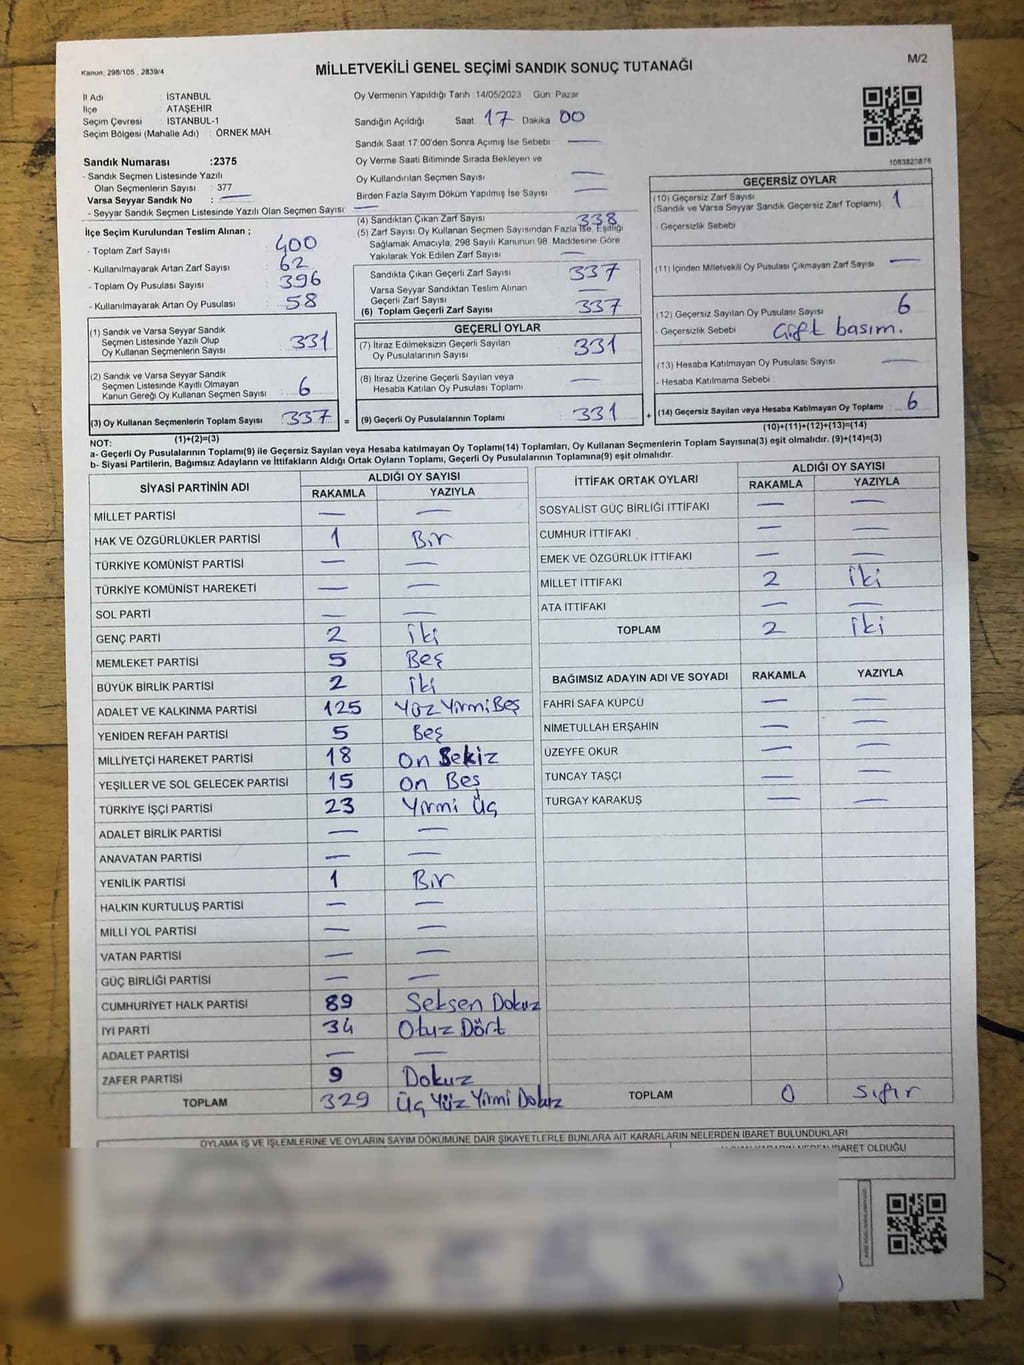 Kanun, 298/105 , 2839/4
MİLLETVEKİLİ GENEL SEÇİMİ SANDIK SONUÇ TUTANAĞI
M/2
İl Adı : İSTANBUL
İlçe : ATAŞEHİR
Seçim Çevresi : İSTANBUL-1
Seçim Bölgesi (Mahalle Adı) : ÖRNEK MAH.
Sandık Numarası :2375
- Sandık Seçmen Listesinde Yazılı
Olan Seçmenlerin Sayısı : 377
Varsa Seyyar Sandık No : —
- Seyyar Sandık Seçmen Listesinde Yazılı Olan Seçmen Sayısı: —
İlçe Seçim Kurulundan Teslim Alınan ;
- Toplam Zarf Sayısı : 400
- Kullanılmayarak Artan Zarf Sayısı : 62
- Toplam Oy Pusulası Sayısı : 396
- Kullanılmayarak Artan Oy Pusulası : 58
(1) Sandık ve Varsa Seyyar Sandık
Seçmen Listesinde Yazılı Olup
Oy Kullanan Seçmenlerin Sayısı : 331
(2) Sandık ve Varsa Seyyar Sandık
Seçmen Listesinde Kayıtlı Olmayan
Kanun Gereği Oy Kullanan Seçmen Sayısı : 6
(3) Oy Kullanan Seçmenlerin Toplam Sayısı : 337 =
(1)+(2)=(3)
Oy Vermenin Yapıldığı Tarih :14/05/2023 Gün Pazar
Sandığın Açıldığı Saat 17 Dakika 00
Sandık Saat 17:00'den Sonra Açımış İse Sebebi : —
Oy Verme Saati Bitiminde Sırada Bekleyen ve
Oy Kullandırılan Seçmen Sayısı —
Birden Fazla Sayım Döküm Yapılmış İse Sayısı —
(4) Sandıktan Çıkan Zarf Sayısı 338
(5) Zarf Sayısı Oy Kullanan Seçmen Sayısından Fazla İse, Eşitliği
Sağlamak Amacıyla; 298 Sayılı Kanunun 98. Maddesine Göre
Yakılarak Yok Edilen Zarf Sayısı —
Sandıkta Çıkan Geçerli Zarf Sayısı 337
Varsa Seyyar Sandıktan Teslim Alınan
Geçerli Zarf Sayısı —
(6) Toplam Geçerli Zarf Sayısı 337
GEÇERLİ OYLAR
(7) İtiraz Edilmeksizin Geçerli Sayılan
Oy Pusulalarının Sayısı 331
(8) İtiraz Üzerine Geçerli Sayılan veya
Hesaba Katılan Oy Pusulası Toplamı —
(9) Geçerli Oy Pusulalarının Toplamı 331 +
1083820878
GEÇERSİZ OYLAR
(10) Geçersiz Zarf Sayısı 1
(Sandık ve Varsa Seyyar Sandık Geçersiz Zarf Toplamı)
- Geçersizlik Sebebi :
(11) İçinden Milletvekili Oy Pusulası Çıkmayan Zarf Sayısı —
(12) Geçersiz Sayılan Oy Pusulası Sayısı 6
- Geçersizlik Sebebi : Çift basım.
(13) Hesaba Katılmayan Oy Pusulası Sayısı —
- Hesaba Katılmama Sebebi :
(14) Geçersiz Sayılan veya Hesaba Katılmayan Oy Toplamı 6
(10)+(11)+(12)+(13)=(14)
NOT:
a- Geçerli Oy Pusulalarının Toplamı(9) ile Geçersiz Sayılan veya Hesaba katılmayan Oy Toplamı(14) Toplamları, Oy Kullanan Seçmenlerin Toplam Sayısına(3) eşit olmalıdır. (9)+(14)=(3)
b- Siyasi Partilerin, Bağımsız Adayların ve İttifakların Aldığı Ortak Oyların Toplamı, Geçerli Oy Pusulalarının Toplamına(9) eşit olmalıdır.
SİYASİ PARTİNİN ADI ALDIĞI OY SAYISI
RAKAMLA YAZIYLA
MİLLET PARTİSİ — —
HAK VE ÖZGÜRLÜKLER PARTİSİ 1 Bir
TÜRKİYE KOMÜNİST PARTİSİ — —
TÜRKİYE KOMÜNİST HAREKETİ — —
SOL PARTİ — —
GENÇ PARTİ 2 İki
MEMLEKET PARTİSİ 5 Beş
BÜYÜK BİRLİK PARTİSİ 2 İki
ADALET VE KALKINMA PARTİSİ 125 Yüz Yirmi Beş
YENİDEN REFAH PARTİSİ 5 Beş
MİLLİYETÇİ HAREKET PARTİSİ 18 On Sekiz
YEŞİLLER VE SOL GELECEK PARTİSİ 15 On Beş
TÜRKİYE İŞÇİ PARTİSİ 23 Yirmi Üç
ADALET BİRLİK PARTİSİ — —
ANAVATAN PARTİSİ — —
YENİLİK PARTİSİ 1 Bir
HALKIN KURTULUŞ PARTİSİ — —
MİLLİ YOL PARTİSİ — —
VATAN PARTİSİ — —
GÜÇ BİRLİĞİ PARTİSİ — —
CUMHURİYET HALK PARTİSİ 89 Seksen Dokuz
İYİ PARTİ 34 Otuz Dört
ADALET PARTİSİ — —
ZAFER PARTİSİ 9 Dokuz
TOPLAM 329 Üç Yüz Yirmi Dokuz
İTTİFAK ORTAK OYLARI ALDIĞI OY SAYISI
RAKAMLA YAZIYLA
SOSYALİST GÜÇ BİRLİĞİ İTTİFAKI — —
CUMHUR İTTİFAKI — —
EMEK VE ÖZGÜRLÜK İTTİFAKI — —
MİLLET İTTİFAKI 2 İki
ATA İTTİFAKI — —
TOPLAM 2 İki
BAĞIMSIZ ADAYIN ADI VE SOYADI RAKAMLA YAZIYLA
FAHRİ SAFA KÜPCÜ — —
NİMETULLAH ERŞAHİN — —
ÜZEYFE OKUR — —
TUNCAY TAŞÇI — —
TURGAY KARAKUŞ — —
TOPLAM 0 Sıfır
OYLAMA İŞ VE İŞLEMLERİNE VE OYLARIN SAYIM DÖKÜMÜNE DAİR ŞİKAYETLERLE BUNLARA AİT KARARLARIN NELERDEN İBARET BULUNDUKLARI
İBARET OLDUĞU